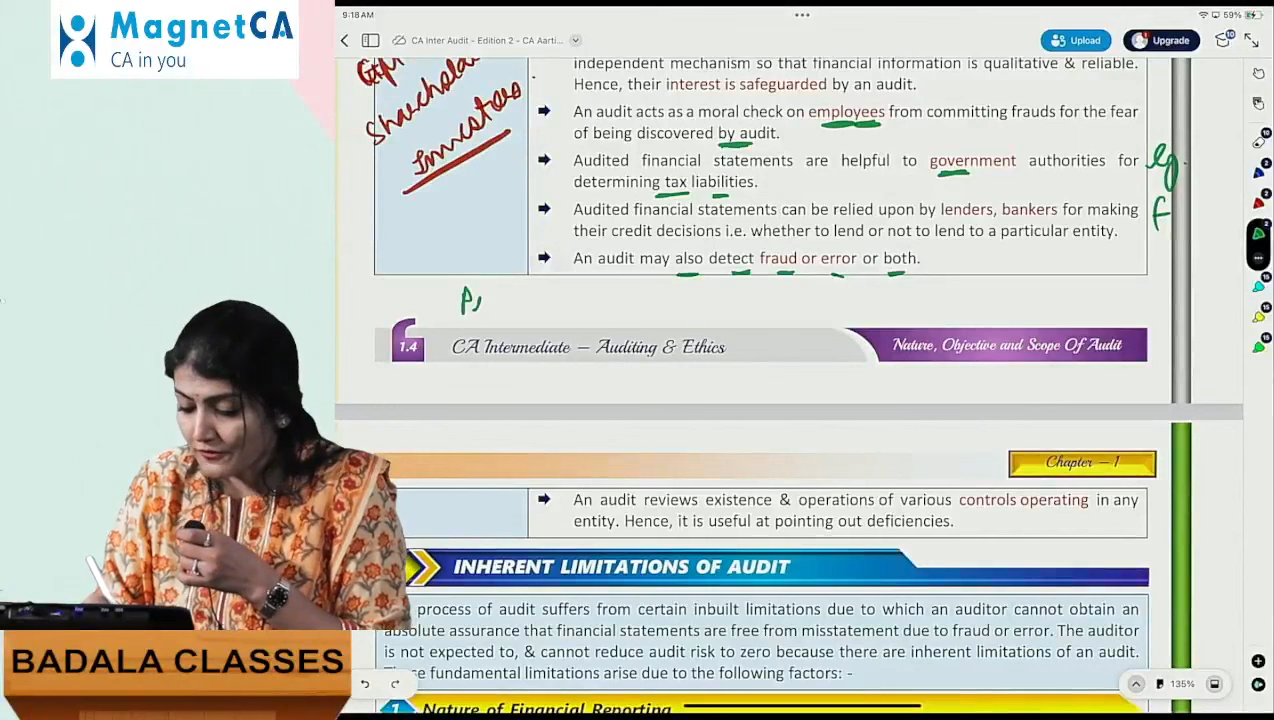 MagnetCA
CA in you
9:18 AM
59%
CA Inter Audit - Edition 2 - CA Aarti...
Upload
Upgrade
independent mechanism so that financial information is qualitative & reliable.
Hence, their interest is safeguarded by an audit.
Shareholders
Investors
An audit acts as a moral check on employees from committing frauds for the fear
of being discovered by audit.
Audited financial statements are helpful to government authorities for
determining tax liabilities.
eg
Audited financial statements can be relied upon by lenders, bankers for making
their credit decisions i.e. whether to lend or not to lend to a particular entity.
F
An audit may also detect fraud or error or both.
1.4
CA Intermediate – Auditing & Ethics
Nature, Objective and Scope Of Audit
Chapter – 1
An audit reviews existence & operations of various controls operating in any
entity. Hence, it is useful at pointing out deficiencies.
INHERENT LIMITATIONS OF AUDIT
process of audit suffers from certain inbuilt limitations due to which an auditor cannot obtain an
absolute assurance that financial statements are free from misstatement due to fraud or error. The auditor
is not expected to, & cannot reduce audit risk to zero because there are inherent limitations of an audit.
fundamental limitations arise due to the following factors: -
135%
1 Nature of Financial Reporting
BADALA CLASSES